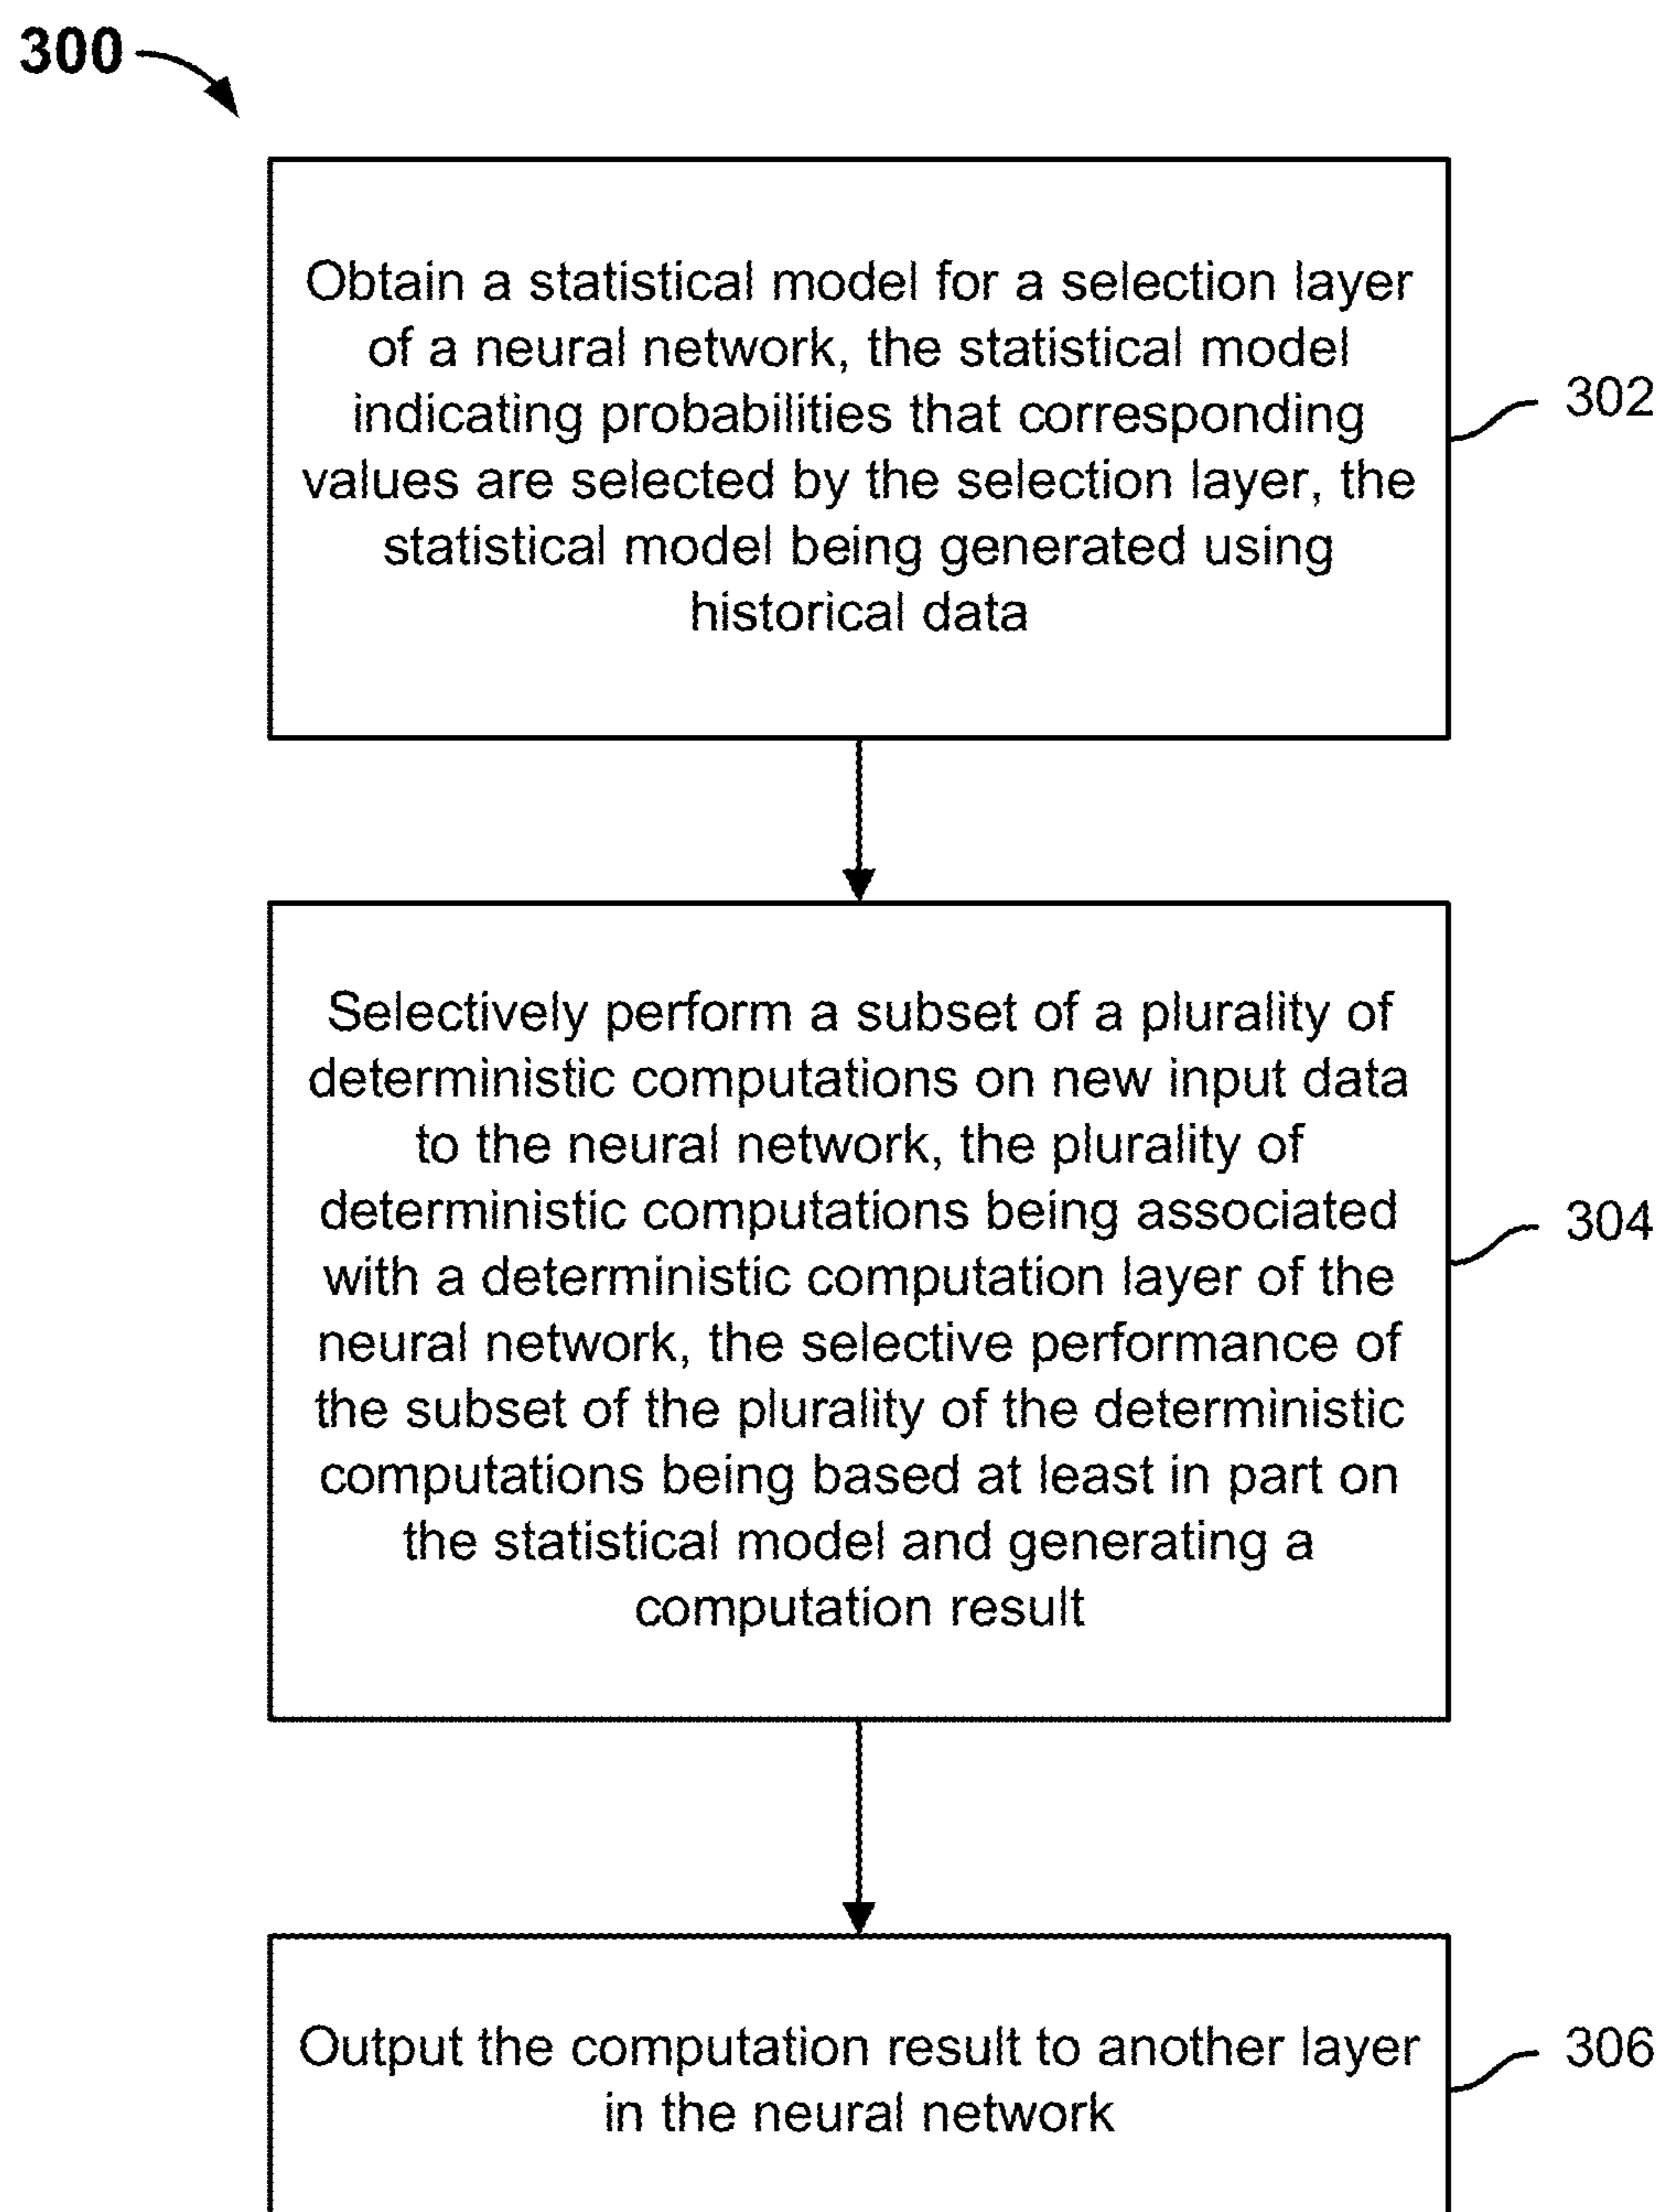 300
Obtain a statistical model for a selection layer
of a neural network, the statistical model
indicating probabilities that corresponding
values are selected by the selection layer, the
statistical model being generated using
historical data
302
Selectively perform a subset of a plurality of
deterministic computations on new input data
to the neural network, the plurality of
deterministic computations being associated
with a deterministic computation layer of the
neural network, the selective performance of
the subset of the plurality of the deterministic
computations being based at least in part on
the statistical model and generating a
computation result
304
Output the computation result to another layer
in the neural network
306